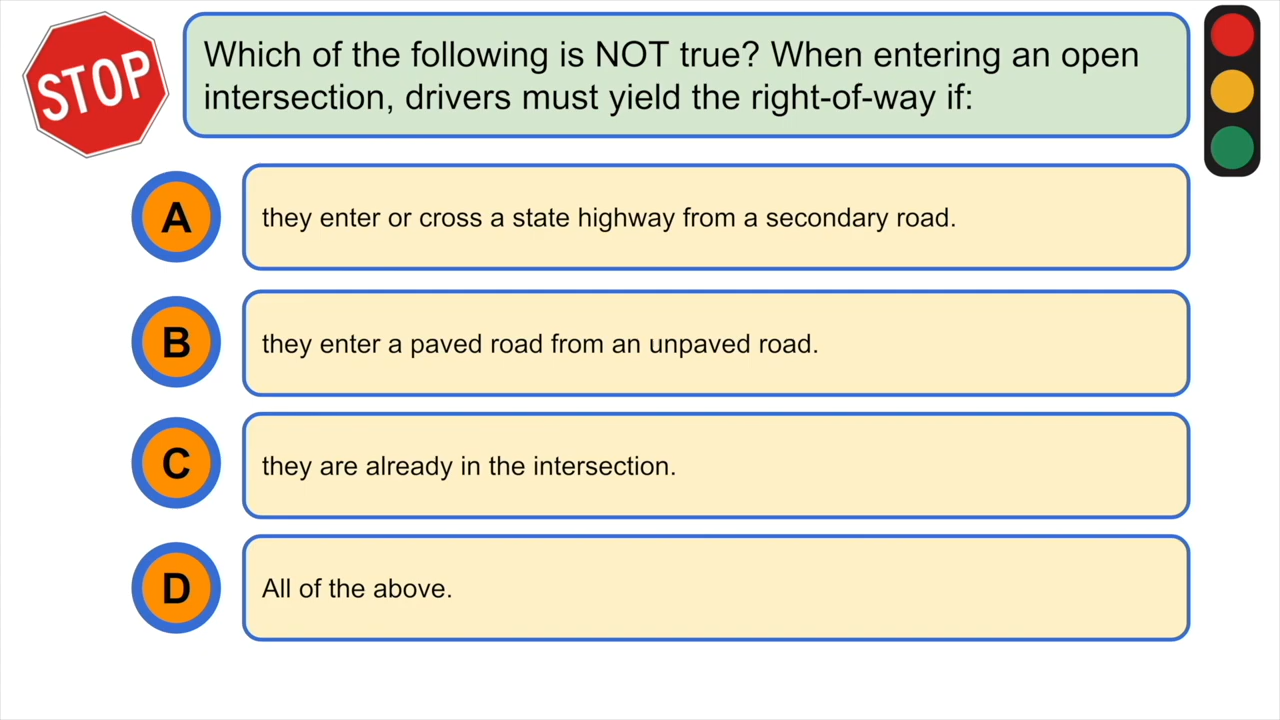 STOP
Which of the following is NOT true? When entering an open
intersection, drivers must yield the right-of-way if:
A
they enter or cross a state highway from a secondary road.
B
they enter a paved road from an unpaved road.
C
they are already in the intersection.
D
All of the above.